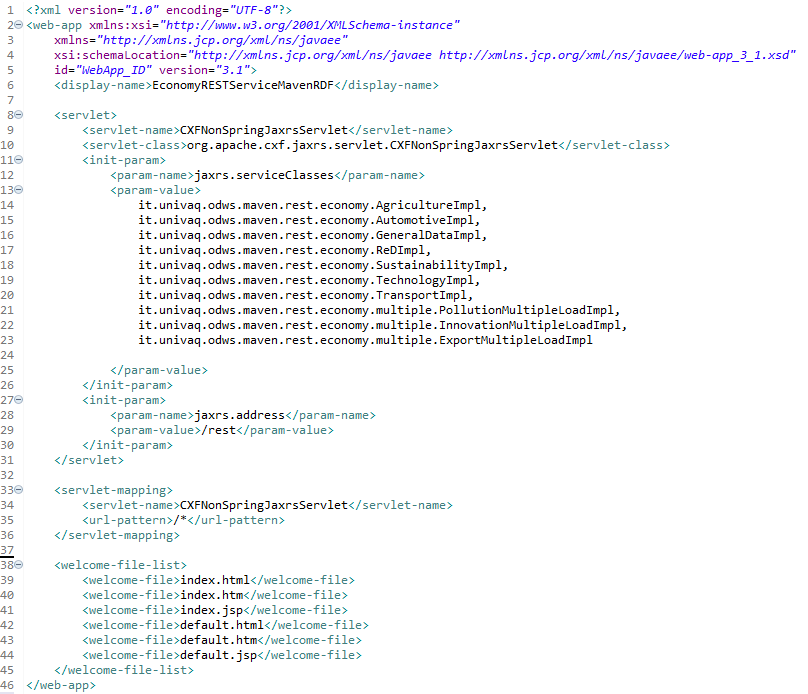 1 <?xml version="1.0" encoding="UTF-8"?>
2 <web-app xmlns:xsi="http://www.w3.org/2001/XMLSchema-instance"
3     xmlns="http://xmlns.jcp.org/xml/ns/javaee"
4     xsi:schemaLocation="http://xmlns.jcp.org/xml/ns/javaee http://xmlns.jcp.org/xml/ns/javaee/web-app_3_1.xsd"
5     id="WebApp_ID" version="3.1">
6     <display-name>EconomyRESTServiceMavenRDF</display-name>
7
8     <servlet>
9         <servlet-name>CXFNonSpringJaxrsServlet</servlet-name>
10         <servlet-class>org.apache.cxf.jaxrs.servlet.CXFNonSpringJaxrsServlet</servlet-class>
11         <init-param>
12             <param-name>jaxrs.serviceClasses</param-name>
13             <param-value>
14                 it.univaq.odws.maven.rest.economy.AgricultureImpl,
15                 it.univaq.odws.maven.rest.economy.AutomotiveImpl,
16                 it.univaq.odws.maven.rest.economy.GeneralDataImpl,
17                 it.univaq.odws.maven.rest.economy.ReDImpl,
18                 it.univaq.odws.maven.rest.economy.SustainabilityImpl,
19                 it.univaq.odws.maven.rest.economy.TechnologyImpl,
20                 it.univaq.odws.maven.rest.economy.TransportImpl,
21                 it.univaq.odws.maven.rest.economy.multiple.PollutionMultipleLoadImpl,
22                 it.univaq.odws.maven.rest.economy.multiple.InnovationMultipleLoadImpl,
23                 it.univaq.odws.maven.rest.economy.multiple.ExportMultipleLoadImpl
24
25             </param-value>
26         </init-param>
27         <init-param>
28             <param-name>jaxrs.address</param-name>
29             <param-value>/rest</param-value>
30         </init-param>
31     </servlet>
32
33     <servlet-mapping>
34         <servlet-name>CXFNonSpringJaxrsServlet</servlet-name>
35         <url-pattern>/*</url-pattern>
36     </servlet-mapping>
37
38     <welcome-file-list>
39         <welcome-file>index.html</welcome-file>
40         <welcome-file>index.htm</welcome-file>
41         <welcome-file>index.jsp</welcome-file>
42         <welcome-file>default.html</welcome-file>
43         <welcome-file>default.htm</welcome-file>
44         <welcome-file>default.jsp</welcome-file>
45     </welcome-file-list>
46 </web-app>